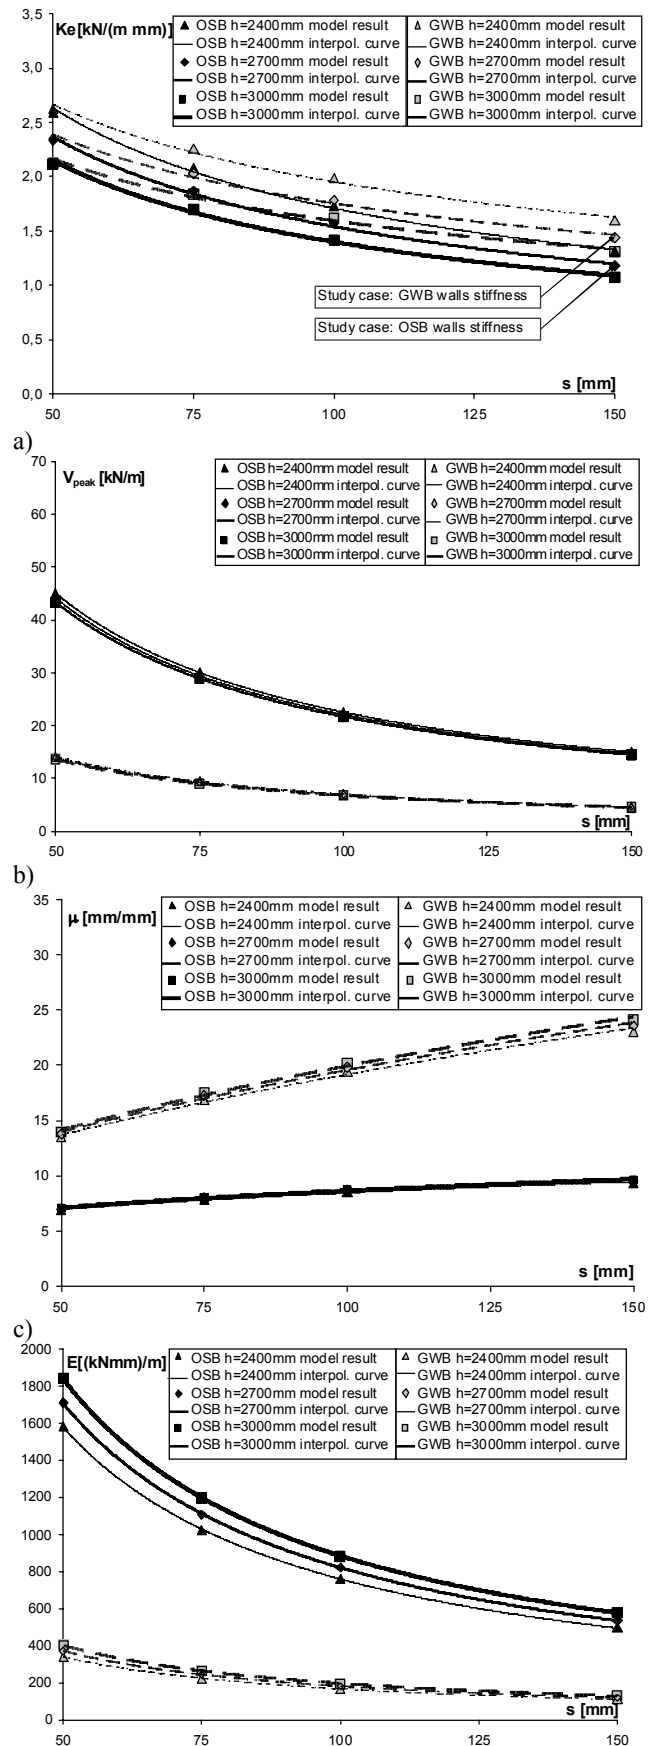 3,5
Ke[kN/(m mm)]
OSB h=2400mm model result
GWB h=2400mm model result
OSB h=2400mm interpol. curve
GWB h=2400mm interpol. curve
OSB h=2700mm model result
GWB h=2700mm model result
OSB h=2700mm interpol. curve
GWB h=2700mm interpol. curve
OSB h=3000mm model result
GWB h=3000mm model result
OSB h=3000mm interpol. curve
GWB h=3000mm interpol. curve
3,0
2,5
2,0
1,5
1,0
Study case: GWB walls stiffness
Study case: OSB walls stiffness
0,5
0,0
s [mm]
50 75 100 125 150
a)
70
Vpeak [kN/m]
OSB h=2400mm model result
GWB h=2400mm model result
OSB h=2400mm interpol. curve
GWB h=2400mm interpol. curve
OSB h=2700mm model result
GWB h=2700mm model result
OSB h=2700mm interpol. curve
GWB h=2700mm interpol. curve
OSB h=3000mm model result
GWB h=3000mm model result
OSB h=3000mm interpol. curve
GWB h=3000mm interpol. curve
60
50
40
30
20
10
0
s [mm]
50 75 100 125 150
b)
35
μ [mm/mm]
OSB h=2400mm model result
GWB h=2400mm model result
OSB h=2400mm interpol. curve
GWB h=2400mm interpol. curve
OSB h=2700mm model result
GWB h=2700mm model result
OSB h=2700mm interpol. curve
GWB h=2700mm interpol. curve
OSB h=3000mm model result
GWB h=3000mm model result
OSB h=3000mm interpol. curve
GWB h=3000mm interpol. curve
30
25
20
15
10
5
0
s [mm]
50 75 100 125 150
c)
2000
E[(kNmm)/m]
OSB h=2400mm model result
GWB h=2400mm model result
OSB h=2400mm interpol. curve
GWB h=2400mm interpol. curve
OSB h=2700mm model result
GWB h=2700mm model result
OSB h=2700mm interpol. curve
GWB h=2700mm interpol. curve
OSB h=3000mm model result
GWB h=3000mm model result
OSB h=3000mm interpol. curve
GWB h=3000mm interpol. curve
1800
1600
1400
1200
1000
800
600
400
200
0
s [mm]
50 75 100 125 150